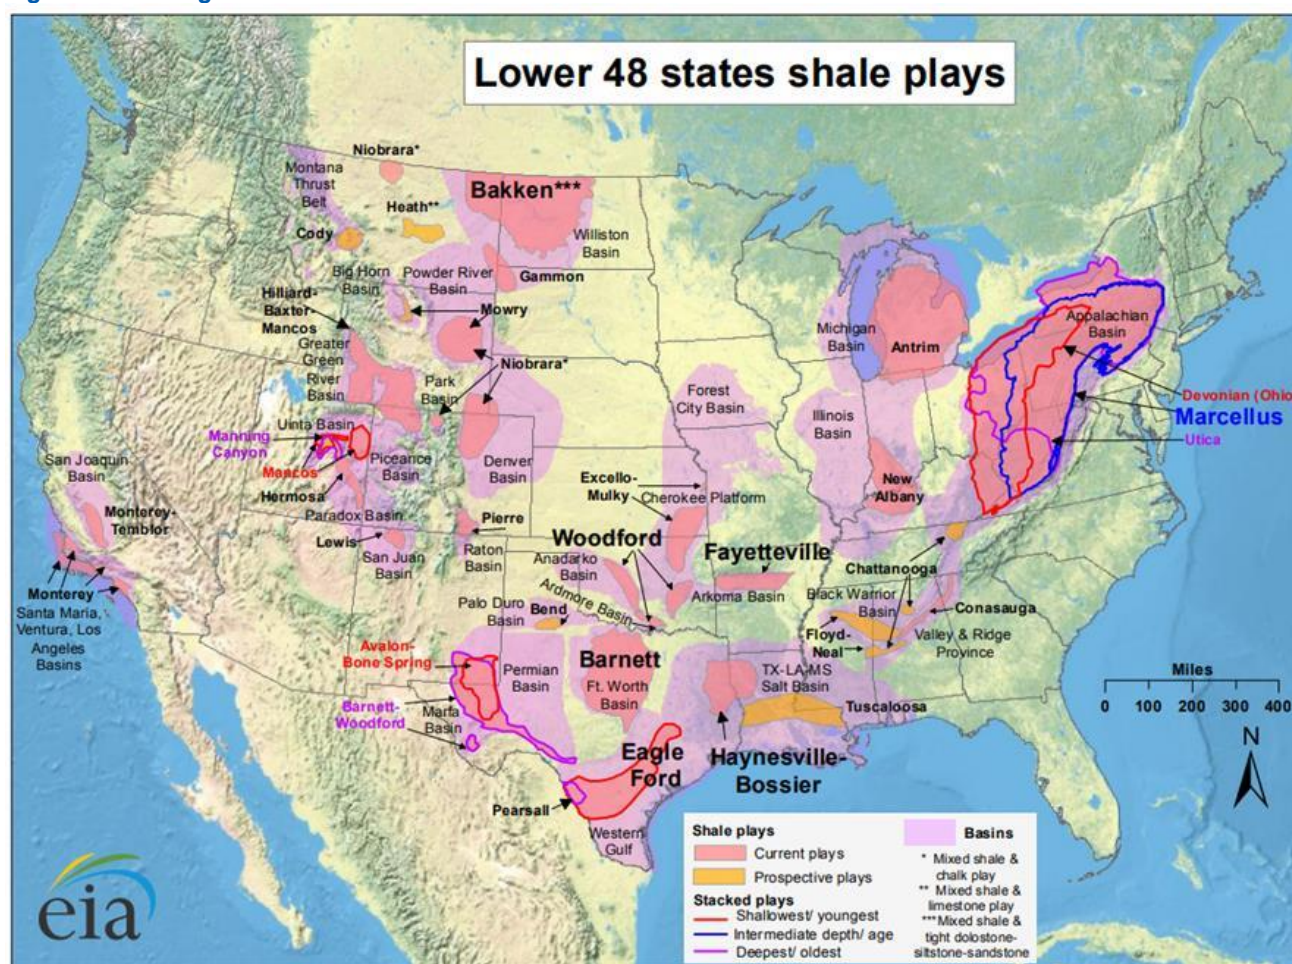 Lower 48 states shale plays
Niobrara*
Montana
Thrust
Belt
Bakken***
Heath**
Cody
Williston
Basin
Big Horn
Basin
Powder River
Basin
Gammon
Hilliard-
Baxter-
Mancos
Mowry
Greater
Green
River
Basin
Niobrara*
Park
Basin
Michigan
Basin
Antrim
Appalachian
Basin
Forest
City Basin
Illinois
Basin
Devonian (Ohio
Marcellus
Utica
Uinta Basin
Manning
Canyon
Mancos
Piceance
Basin
Denver
Basin
San Joaquin
Basin
Hermosa
Excello-
Mulky
Cherokee Platform
New
Albany
Monterey-
Temblor
Paradox Basin
Lewis
San Juan
Basin
Pierre
Raton
Basin
Woodford
Anadarko
Basin
Ardmore Basin
Fayetteville
Arkoma Basin
Chattanooga
Black Warrior
Basin
Conasauga
Monterey
Santa Maria,
Ventura, Los
Angeles
Basins
Palo Duro
Basin
Bend
Floyd-
Neal
Valley & Ridge
Province
Avalon-
Bone Spring
Permian
Basin
Barnett
Ft. Worth
Basin
TX-LA-MS
Salt Basin
Tuscaloosa
Barnett-
Woodford
Marfa
Basin
Eagle
Ford
Haynesville-
Bossier
Pearsall
Western
Gulf
Miles
0 100 200 300 400
N
Shale plays
Current plays
Prospective plays
Stacked plays
Shallowest/ youngest
Intermediate depth/ age
Deepest/ oldest
Basins
* Mixed shale &
chalk play
** Mixed shale &
limestone play
***Mixed shale &
tight dolostone-
siltstone-sandstone
eia